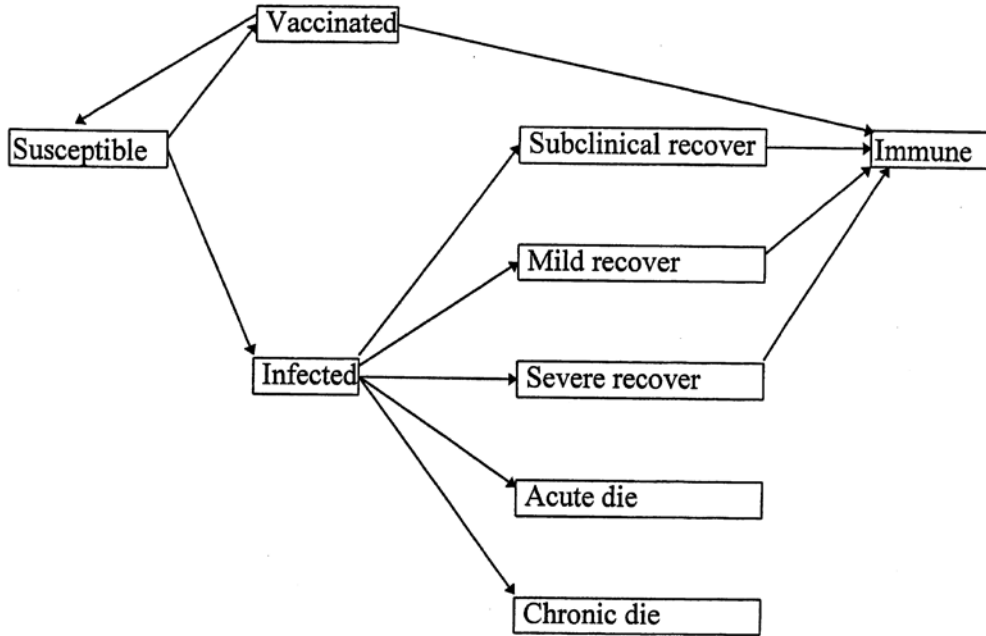 Vaccinated
Susceptible
Subclinical recover
Immune
Mild recover
Infected
Severe recover
Acute die
Chronic die